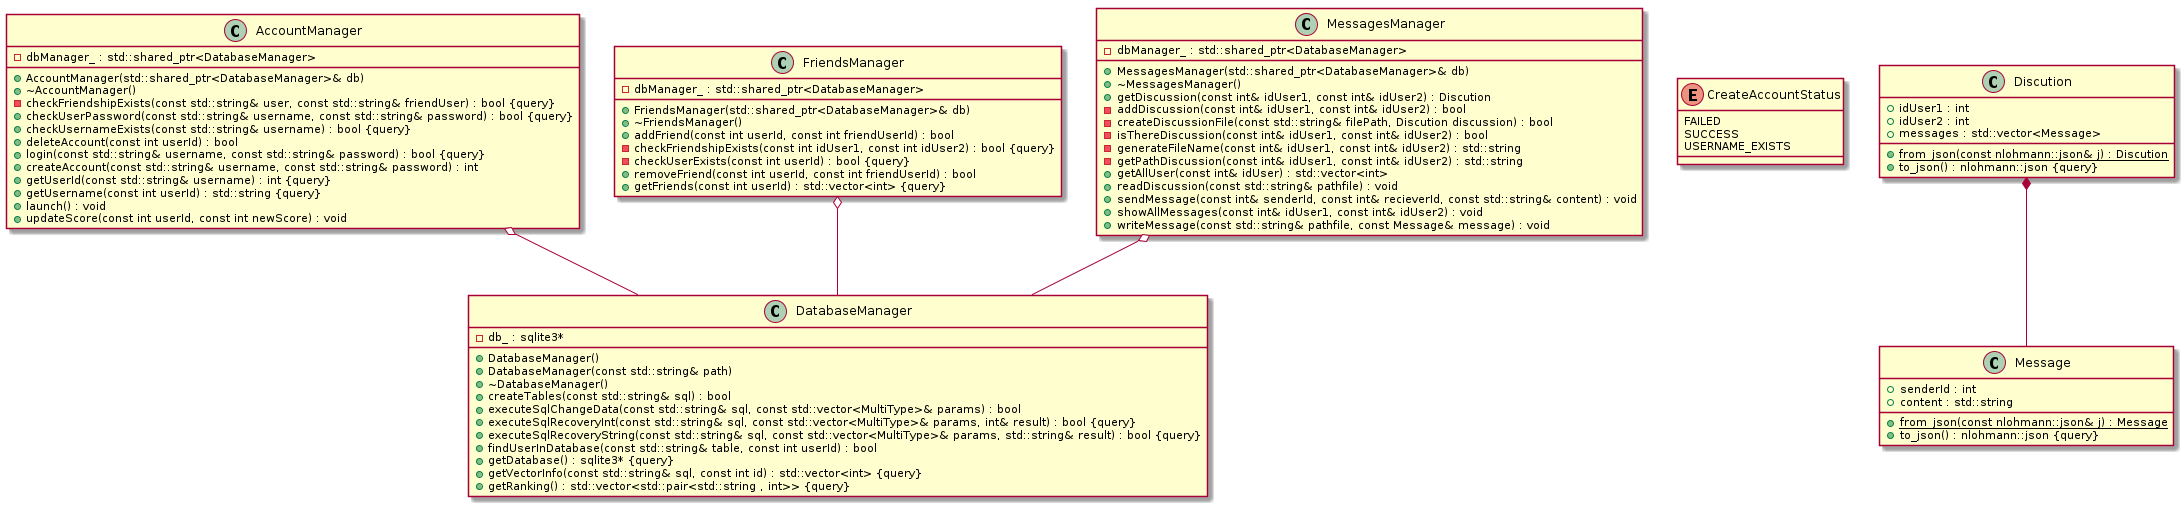 C AccountManager
dbManager_ : std::shared_ptr<DatabaseManager>
AccountManager(std::shared_ptr<DatabaseManager>& db)
~AccountManager()
checkFriendshipExists(const std::string& user, const std::string& friendUser) : bool {query}
checkUserPassword(const std::string& username, const std::string& password) : bool {query}
checkUsernameExists(const std::string& username) : bool {query}
deleteAccount(const int userId) : bool
login(const std::string& username, const std::string& password) : bool {query}
createAccount(const std::string& username, const std::string& password) : int
getUserId(const std::string& username) : int {query}
getUsername(const int userId) : std::string {query}
launch() : void
updateScore(const int userId, const int newScore) : void
C FriendsManager
dbManager_ : std::shared_ptr<DatabaseManager>
FriendsManager(std::shared_ptr<DatabaseManager>& db)
~FriendsManager()
addFriend(const int userId, const int friendUserId) : bool
checkFriendshipExists(const int idUser1, const int idUser2) : bool {query}
checkUserExists(const int userId) : bool {query}
removeFriend(const int userId, const int friendUserId) : bool
getFriends(const int userId) : std::vector<int> {query}
C MessagesManager
dbManager_ : std::shared_ptr<DatabaseManager>
MessagesManager(std::shared_ptr<DatabaseManager>& db)
~MessagesManager()
getDiscussion(const int& idUser1, const int& idUser2) : Discution
addDiscussion(const int& idUser1, const int& idUser2) : bool
createDiscussionFile(const std::string& filePath, Discution discussion) : bool
isThereDiscussion(const int& idUser1, const int& idUser2) : bool
generateFileName(const int& idUser1, const int& idUser2) : std::string
getPathDiscussion(const int& idUser1, const int& idUser2) : std::string
getAllUser(const int& idUser) : std::vector<int>
readDiscussion(const std::string& pathfile) : void
sendMessage(const int& senderId, const int& recieverId, const std::string& content) : void
showAllMessages(const int& idUser1, const int& idUser2) : void
writeMessage(const std::string& pathfile, const Message& message) : void
E CreateAccountStatus
FAILED
SUCCESS
USERNAME_EXISTS
C Discution
idUser1 : int
idUser2 : int
messages : std::vector<Message>
from_json(const nlohmann::json& j) : Discution
to_json() : nlohmann::json {query}
C DatabaseManager
db_ : sqlite3*
DatabaseManager()
DatabaseManager(const std::string& path)
~DatabaseManager()
createTables(const std::string& sql) : bool
executeSqlChangeData(const std::string& sql, const std::vector<MultiType>& params) : bool
executeSqlRecoveryInt(const std::string& sql, const std::vector<MultiType>& params, int& result) : bool {query}
executeSqlRecoveryString(const std::string& sql, const std::vector<MultiType>& params, std::string& result) : bool {query}
findUserInDatabase(const std::string& table, const int userId) : bool
getDatabase() : sqlite3* {query}
getVectorInfo(const std::string& sql, const int id) : std::vector<int> {query}
getRanking() : std::vector<std::pair<std::string , int>> {query}
C Message
senderId : int
content : std::string
from_json(const nlohmann::json& j) : Message
to_json() : nlohmann::json {query}